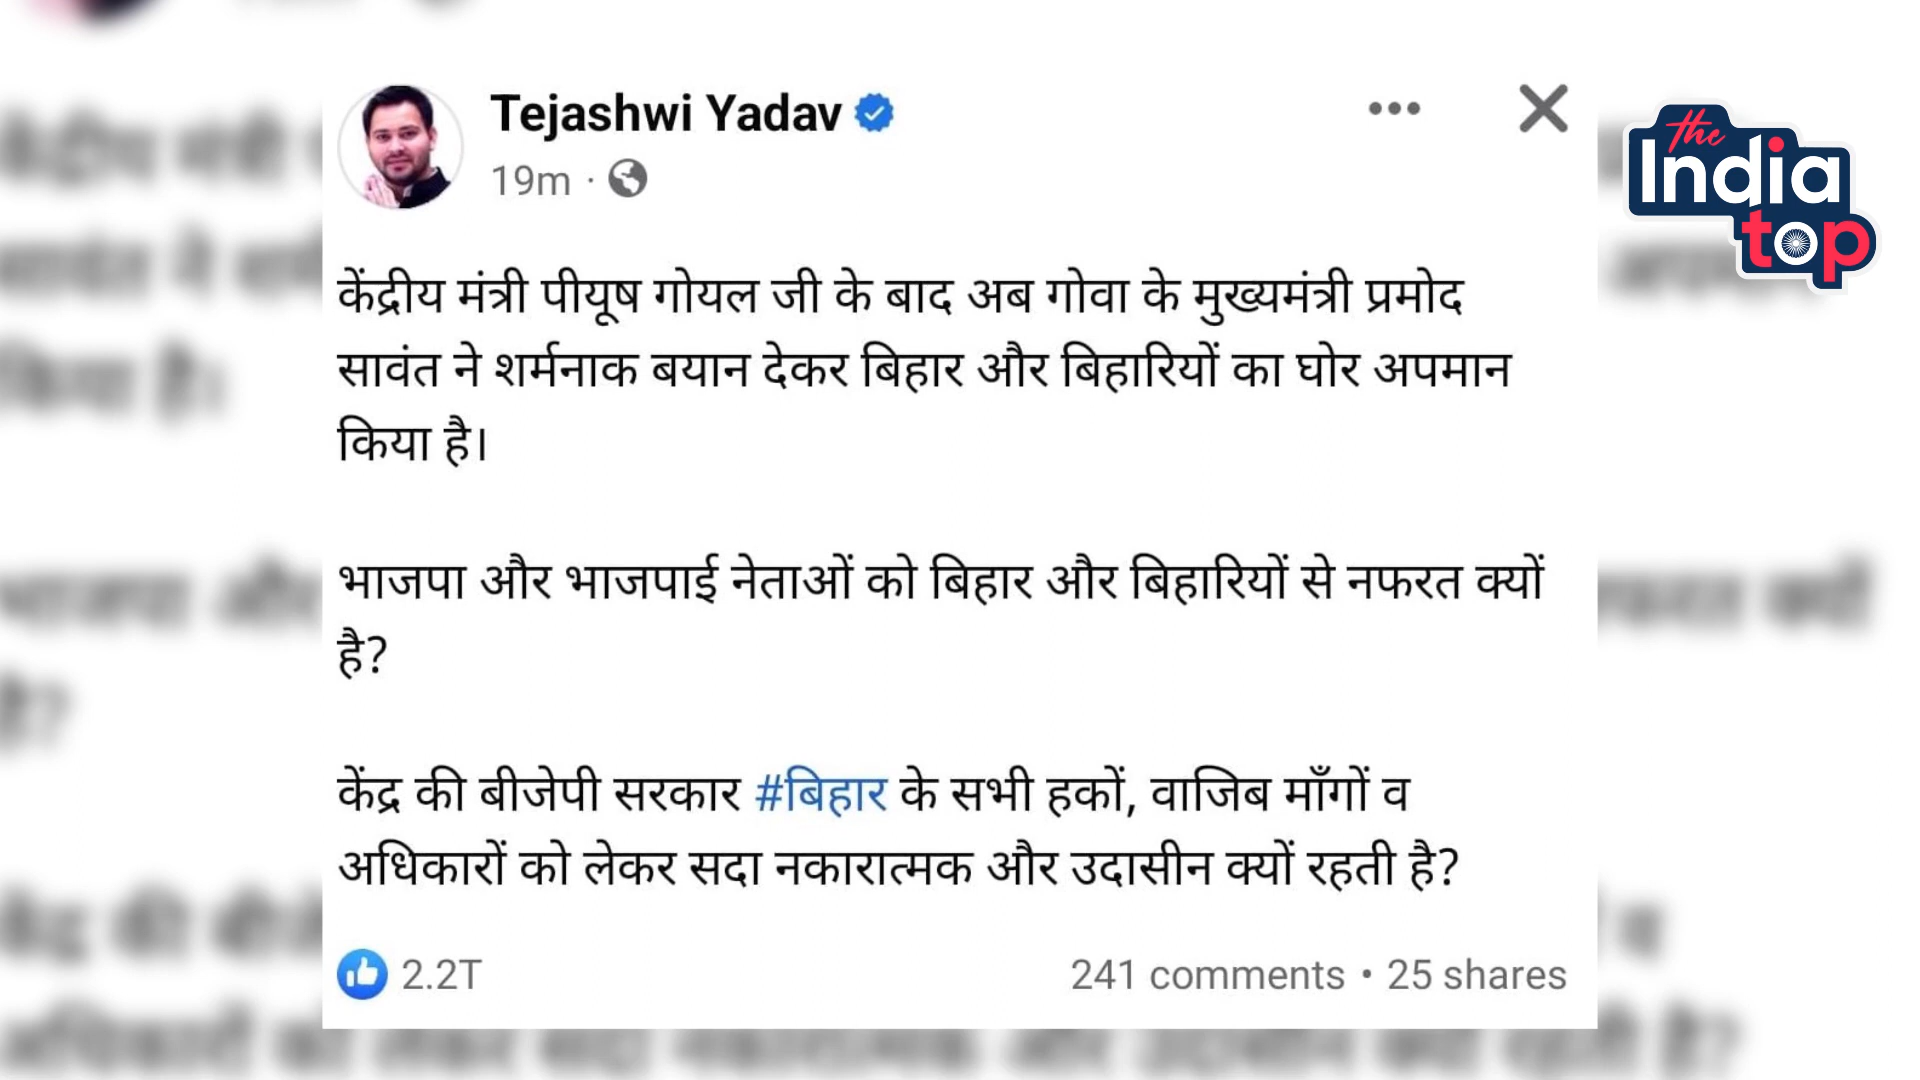 Tejashwi Yadav
19m ·
the
India
top
केंद्रीय मंत्री पीयूष गोयल जी के बाद अब गोवा के मुख्यमंत्री प्रमोद
सावंत ने शर्मनाक बयान देकर बिहार और बिहारियों का घोर अपमान
किया है।
भाजपा और भाजपाई नेताओं को बिहार और बिहारियों से नफरत क्यों
है?
केंद्र की बीजेपी सरकार #बिहार के सभी हकों, वाजिब माँगों व
अधिकारों को लेकर सदा नकारात्मक और उदासीन क्यों रहती है?
2.2T
241 comments • 25 shares